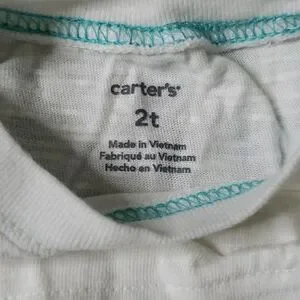 carter's®
2t
Made in Vietnam
Fabriqué au Vietnam
Hecho en Vietnam